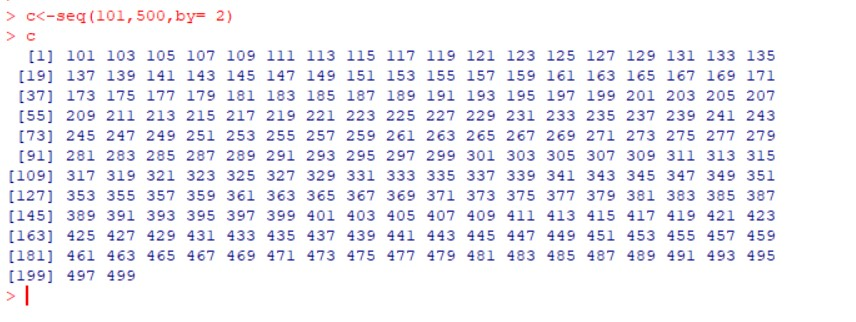 > c<-seq(101,500,by= 2)
> c
[1] 101 103 105 107 109 111 113 115 117 119 121 123 125 127 129 131 133 135
[19] 137 139 141 143 145 147 149 151 153 155 157 159 161 163 165 167 169 171
[37] 173 175 177 179 181 183 185 187 189 191 193 195 197 199 201 203 205 207
[55] 209 211 213 215 217 219 221 223 225 227 229 231 233 235 237 239 241 243
[73] 245 247 249 251 253 255 257 259 261 263 265 267 269 271 273 275 277 279
[91] 281 283 285 287 289 291 293 295 297 299 301 303 305 307 309 311 313 315
[109] 317 319 321 323 325 327 329 331 333 335 337 339 341 343 345 347 349 351
[127] 353 355 357 359 361 363 365 367 369 371 373 375 377 379 381 383 385 387
[145] 389 391 393 395 397 399 401 403 405 407 409 411 413 415 417 419 421 423
[163] 425 427 429 431 433 435 437 439 441 443 445 447 449 451 453 455 457 459
[181] 461 463 465 467 469 471 473 475 477 479 481 483 485 487 489 491 493 495
[199] 497 499
>